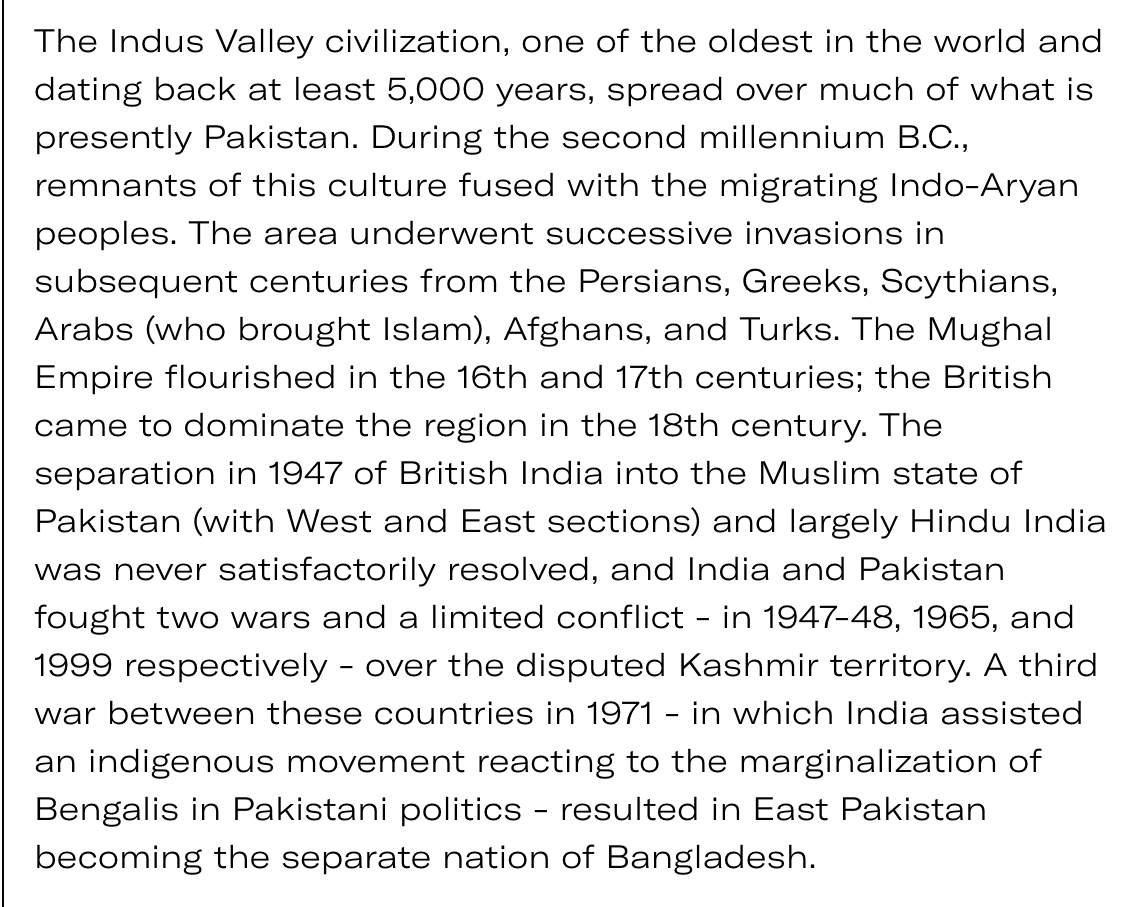 The Indus Valley civilization, one of the oldest in the world and
dating back at least 5,000 years, spread over much of what is
presently Pakistan. During the second millennium B.C.,
remnants of this culture fused with the migrating Indo-Aryan
peoples. The area underwent successive invasions in
subsequent centuries from the Persians, Greeks, Scythians,
Arabs (who brought Islam), Afghans, and Turks. The Mughal
Empire flourished in the 16th and 17th centuries; the British
came to dominate the region in the 18th century. The
separation in 1947 of British India into the Muslim state of
Pakistan (with West and East sections) and largely Hindu India
was never satisfactorily resolved, and India and Pakistan
fought two wars and a limited conflict - in 1947-48, 1965, and
1999 respectively - over the disputed Kashmir territory. A third
war between these countries in 1971 - in which India assisted
an indigenous movement reacting to the marginalization of
Bengalis in Pakistani politics - resulted in East Pakistan
becoming the separate nation of Bangladesh.